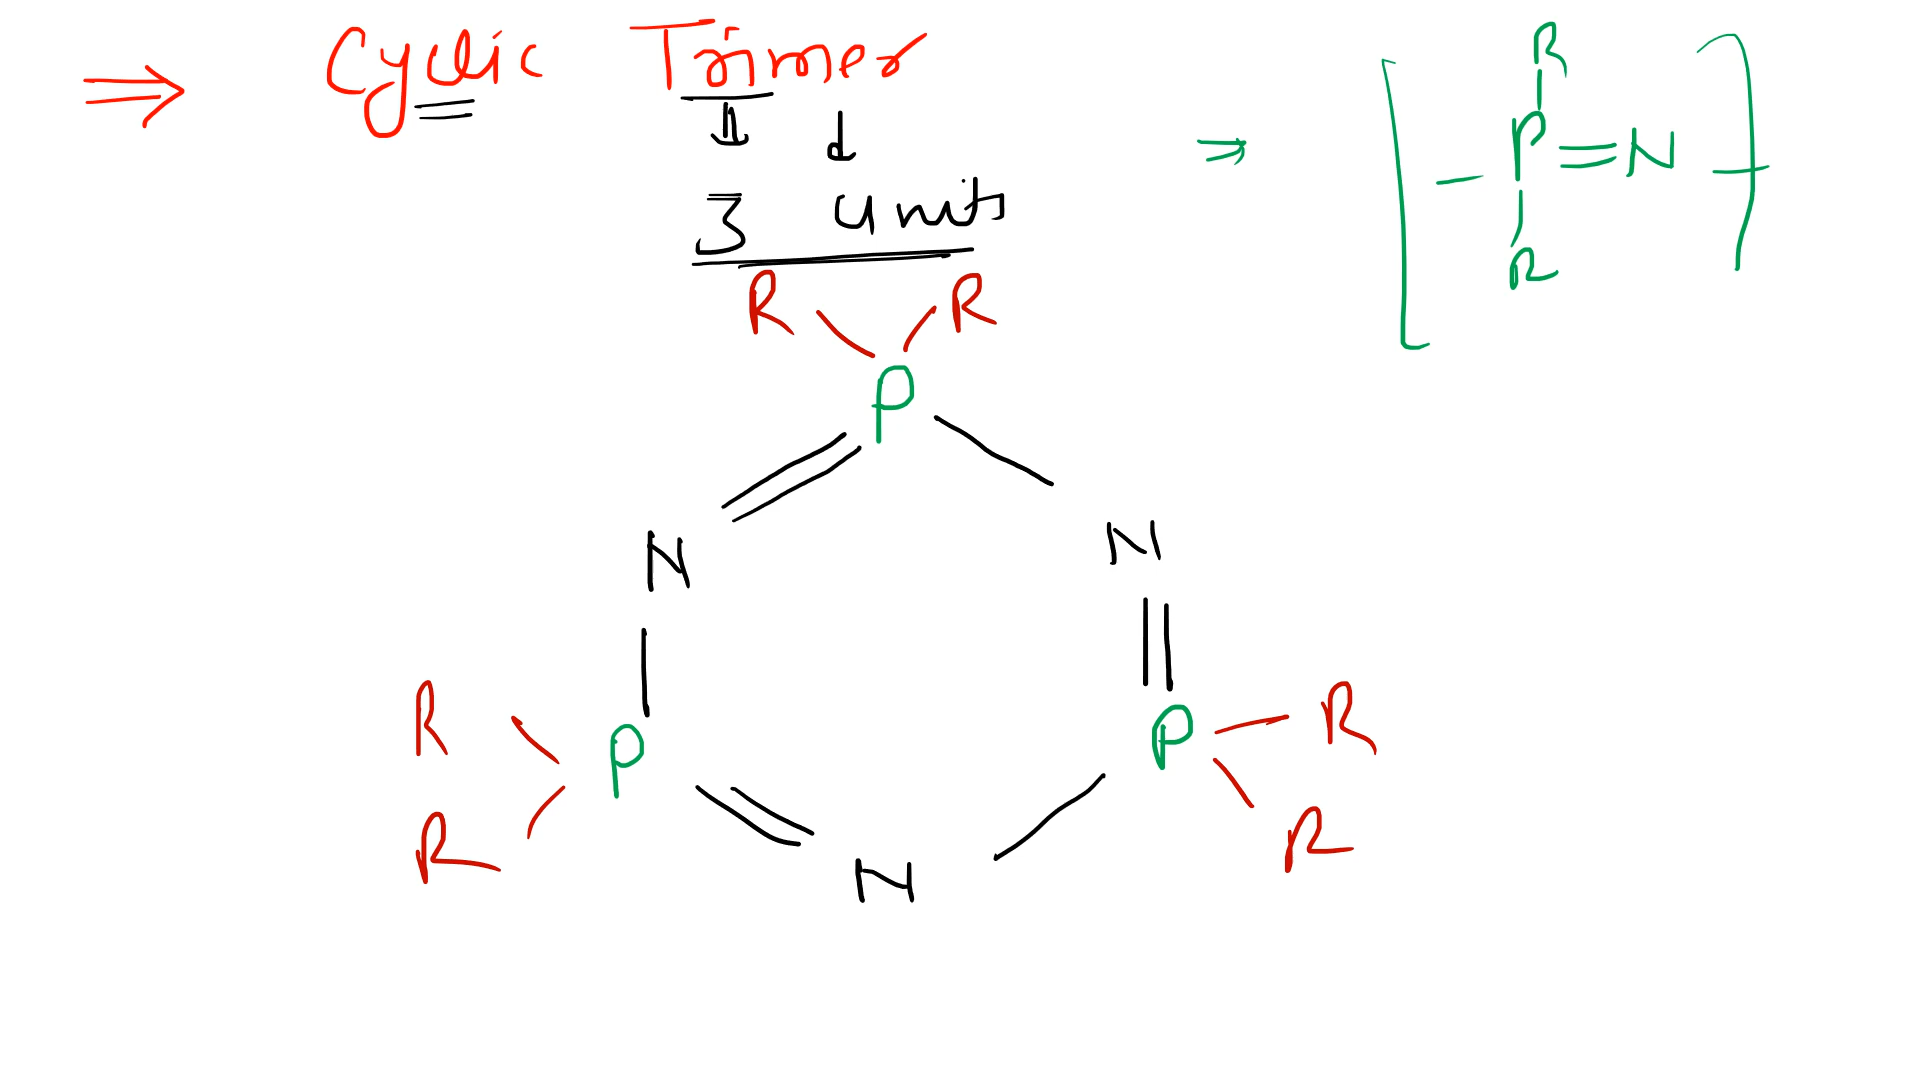 ⇒ Cyclic Trimer
3 units
⇒
R
P=N
R
R R
P
N N
R P P R
R R
N